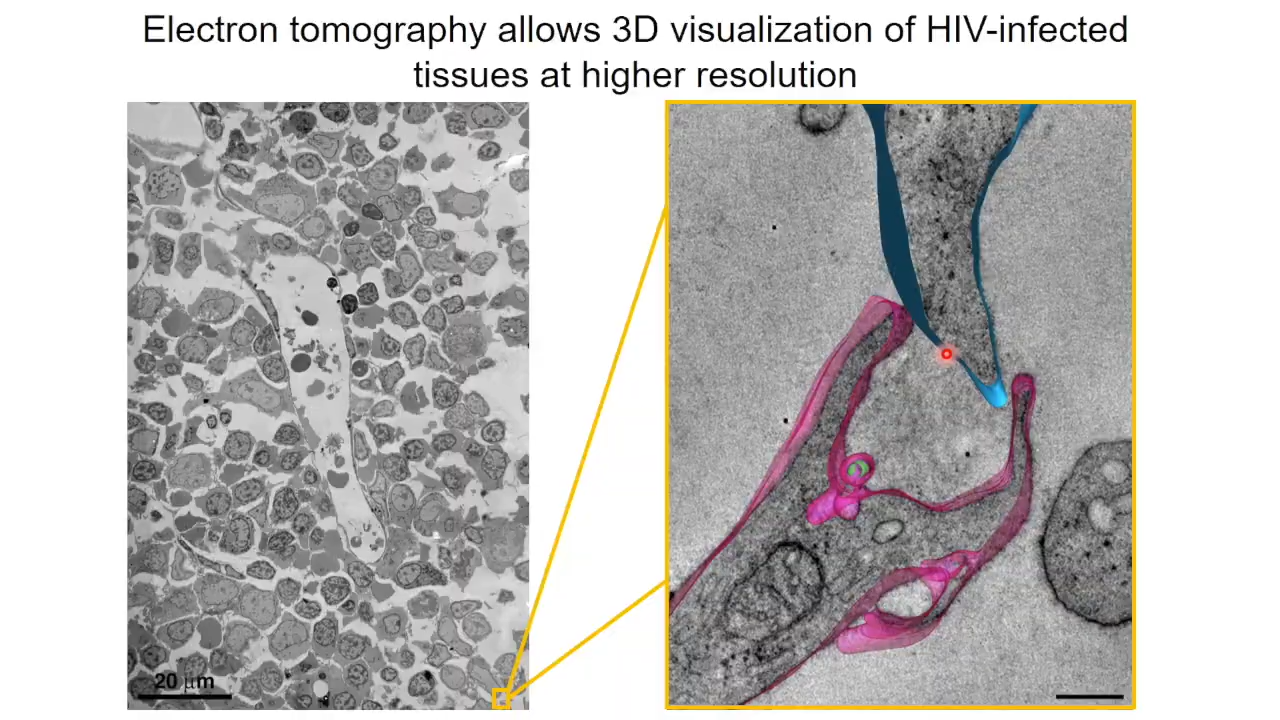 Electron tomography allows 3D visualization of HIV-infected
tissues at higher resolution
20 μm